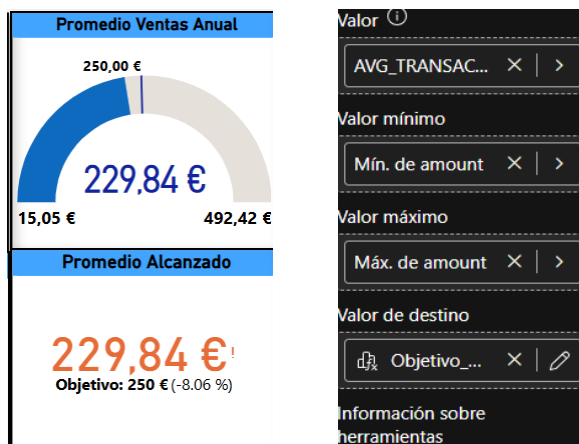 Promedio Ventas Anual
250,00 €
229,84 €
15,05 €
492,42 €
Promedio Alcanzado
229,84 € !
Objetivo: 250 € (-8.06 %)
Valor
AVG_TRANSAC...
Valor mínimo
Mín. de amount
Valor máximo
Máx. de amount
Valor de destino
Objetivo_...
Información sobre
herramientas